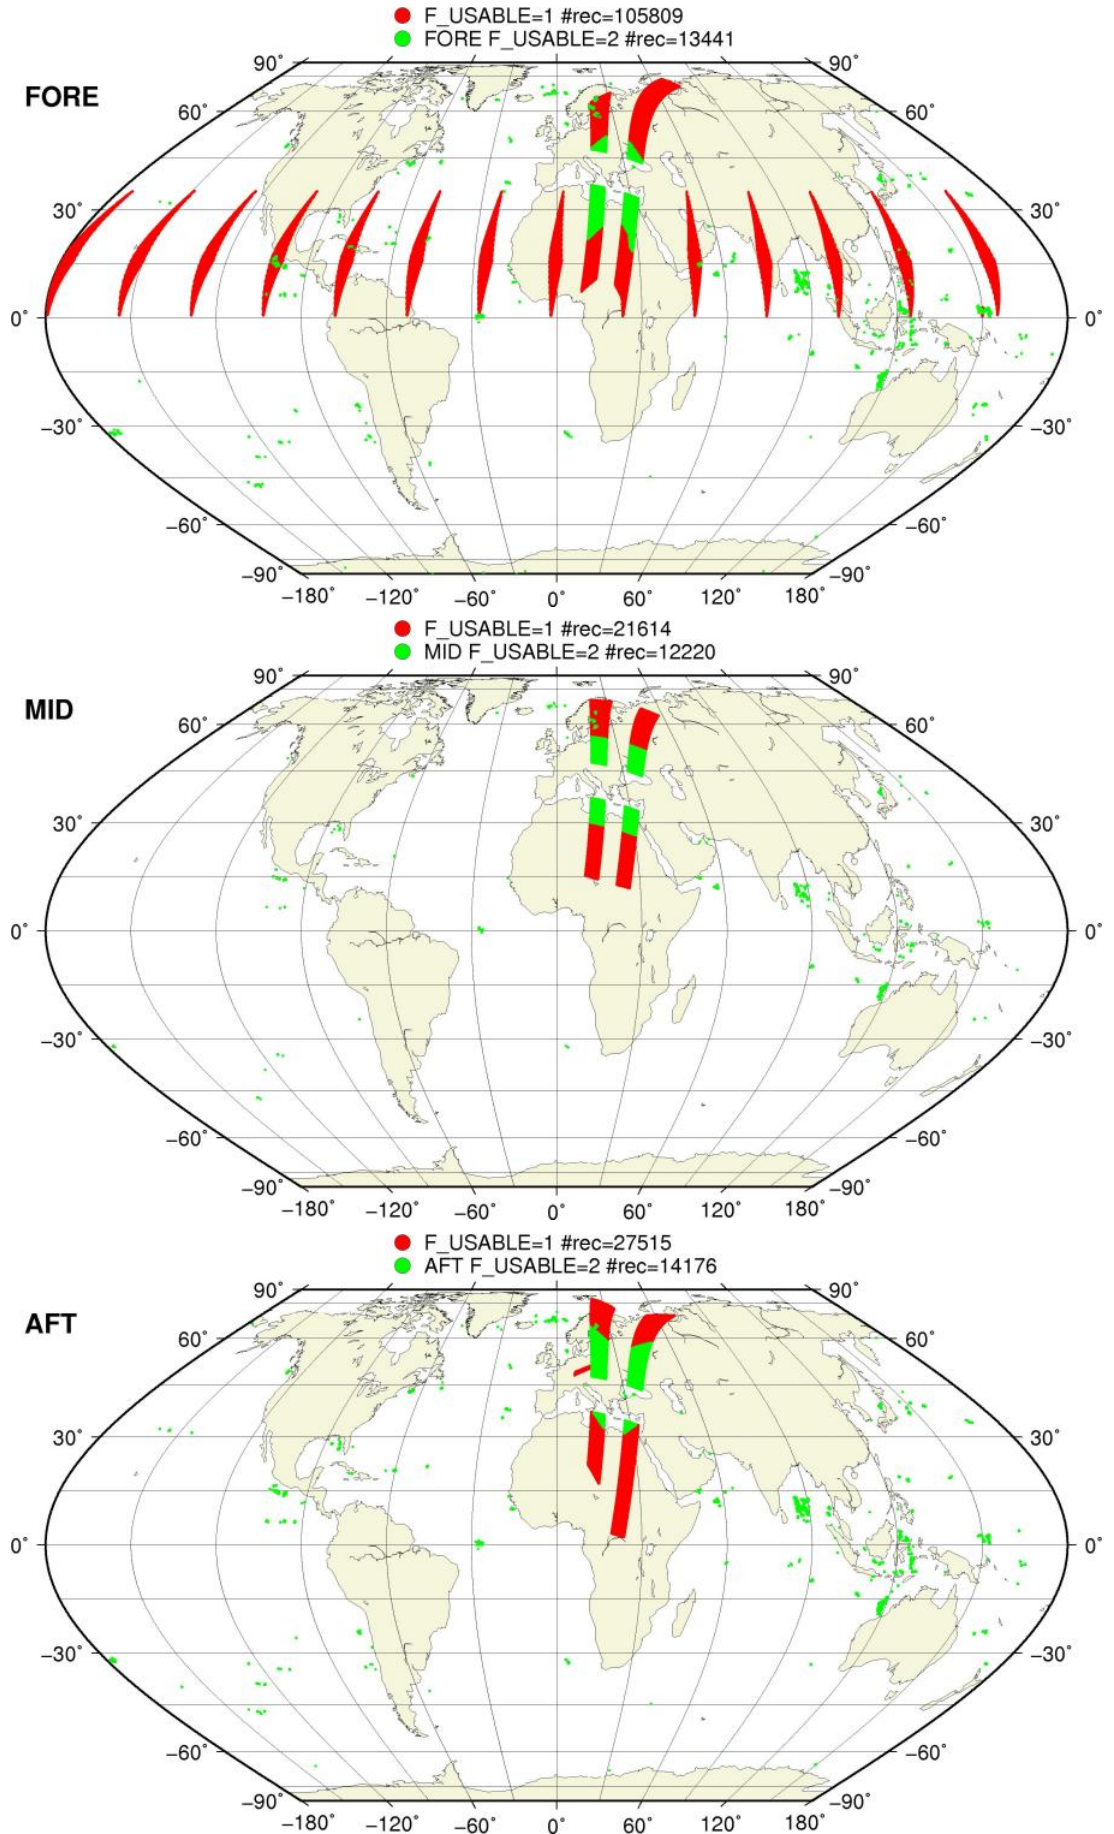 F_USABLE=1 #rec=105809
FORE F_USABLE=2 #rec=13441
FORE
90° 90°
60° 60°
30° 30°
0° 0°
−30° −30°
−60° −60°
−90° −90°
−180° −120° −60° 0° 60° 120° 180°
F_USABLE=1 #rec=21614
MID F_USABLE=2 #rec=12220
MID
90° 90°
60° 60°
30° 30°
0° 0°
−30° −30°
−60° −60°
−90° −90°
−180° −120° −60° 0° 60° 120° 180°
F_USABLE=1 #rec=27515
AFT F_USABLE=2 #rec=14176
AFT
90° 90°
60° 60°
30° 30°
0° 0°
−30° −30°
−60° −60°
−90° −90°
−180° −120° −60° 0° 60° 120° 180°